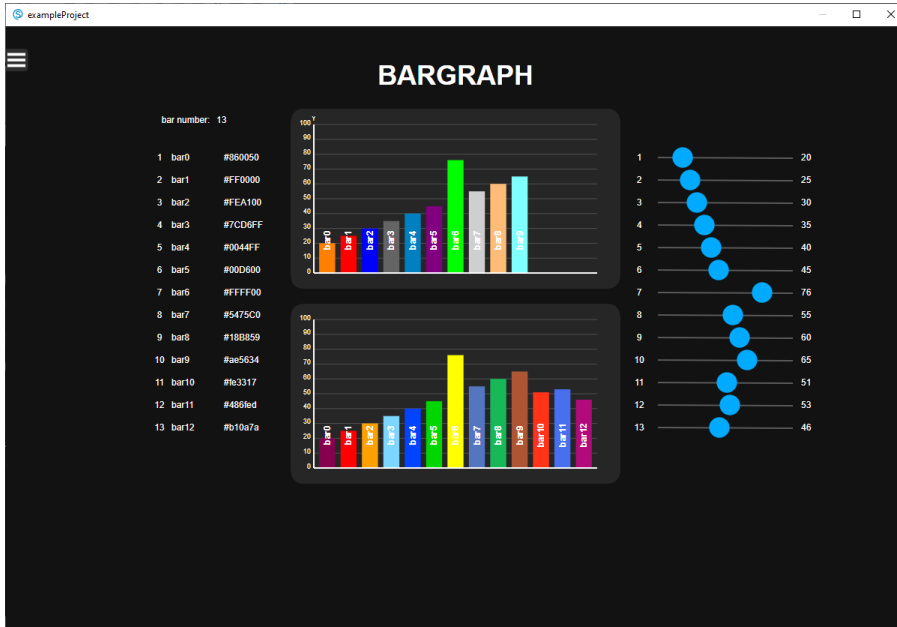 exampleProject
BARGRAPH
bar number: 13
1 bar0 #860050
2 bar1 #FF0000
3 bar2 #FEA100
4 bar3 #7CD6FF
5 bar4 #0044FF
6 bar5 #00D600
7 bar6 #FFFF00
8 bar7 #5475C0
9 bar8 #18B859
10 bar9 #ae5634
11 bar10 #fe3317
12 bar11 #486fed
13 bar12 #b10a7a
Y
100
90
80
70
60
50
40
30
20
10
0
bar0 bar1 bar2 bar3 bar4 bar5 bar6 bar7 bar8 bar9
100
90
80
70
60
50
40
30
20
10
0
bar0 bar1 bar2 bar3 bar4 bar5 bar6 bar7 bar8 bar9 bar10 bar11 bar12
1 20
2 25
3 30
4 35
5 40
6 45
7 76
8 55
9 60
10 65
11 51
12 53
13 46